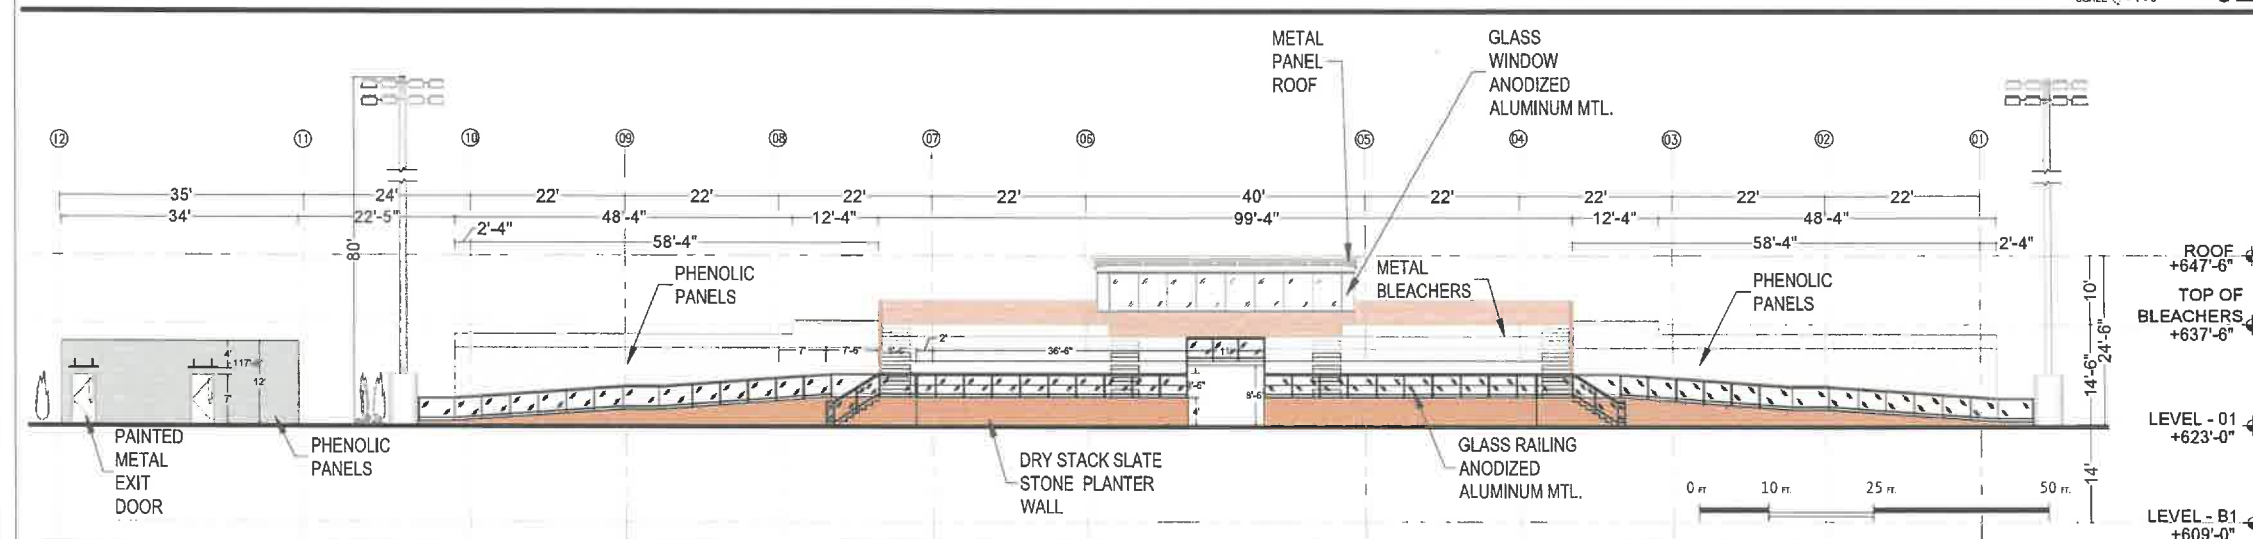 METAL
PANEL
ROOF
GLASS
WINDOW
ANODIZED
ALUMINUM MTL.
12 11 10 09 08 07 06 05 04 03 02 01
35' 24' 22' 22' 22' 22' 40' 22' 22' 22' 22'
34' 22'-5" 48'-4" 12'-4" 99'-4" 12'-4" 48'-4"
2'-4" 58'-4" 58'-4" 2'-4"
80'
ROOF
+647'-6"
PHENOLIC
PANELS
METAL
BLEACHERS
PHENOLIC
PANELS
TOP OF
BLEACHERS
+637'-6"
10'
24'-6"
14'-6"
2'
7' 7'-6" 36'-6" 11'
4'
12'
7'
4'
8'-6"
LEVEL - 01
+623'-0"
PAINTED
METAL
EXIT
DOOR
PHENOLIC
PANELS
DRY STACK SLATE
STONE PLANTER
WALL
GLASS RAILING
ANODIZED
ALUMINUM MTL.
14'
0 FT 10 FT. 25 FT. 50 FT.
LEVEL - B1
+609'-0"